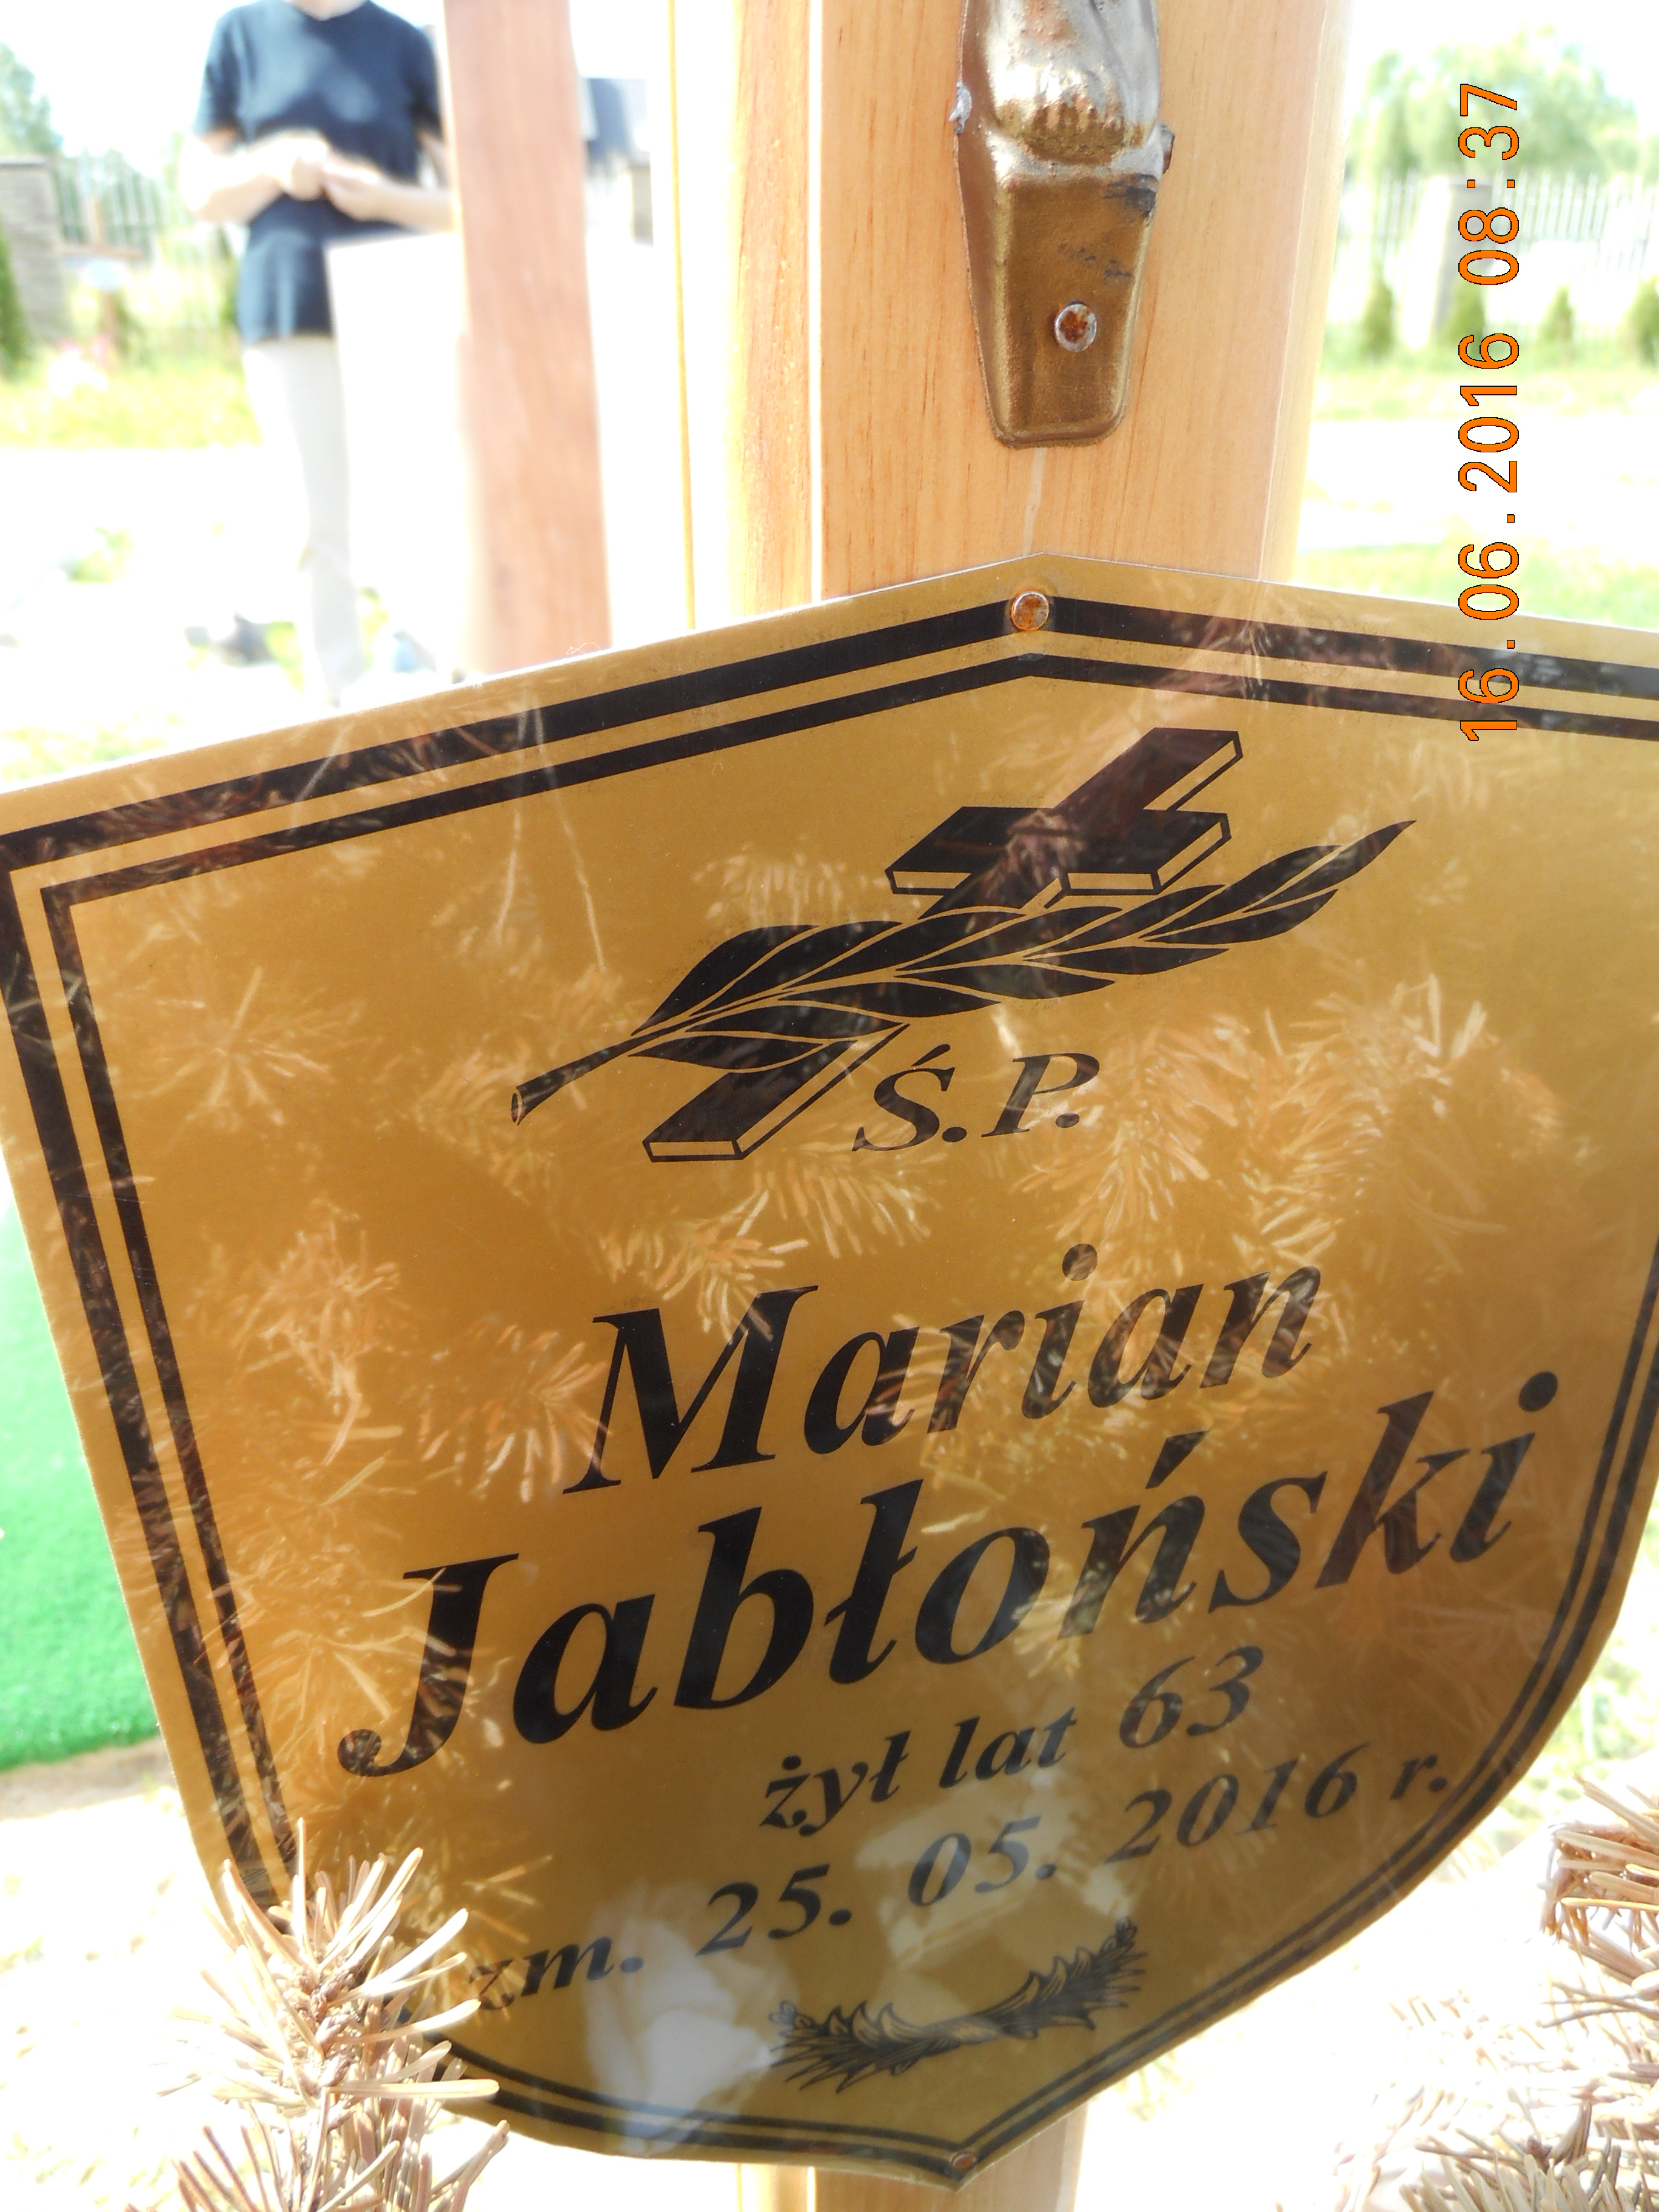 Ś.P.
Marian
Jabłoński
żył lat 63
zm. 25. 05. 2016 r.
16.06.2016 08:37